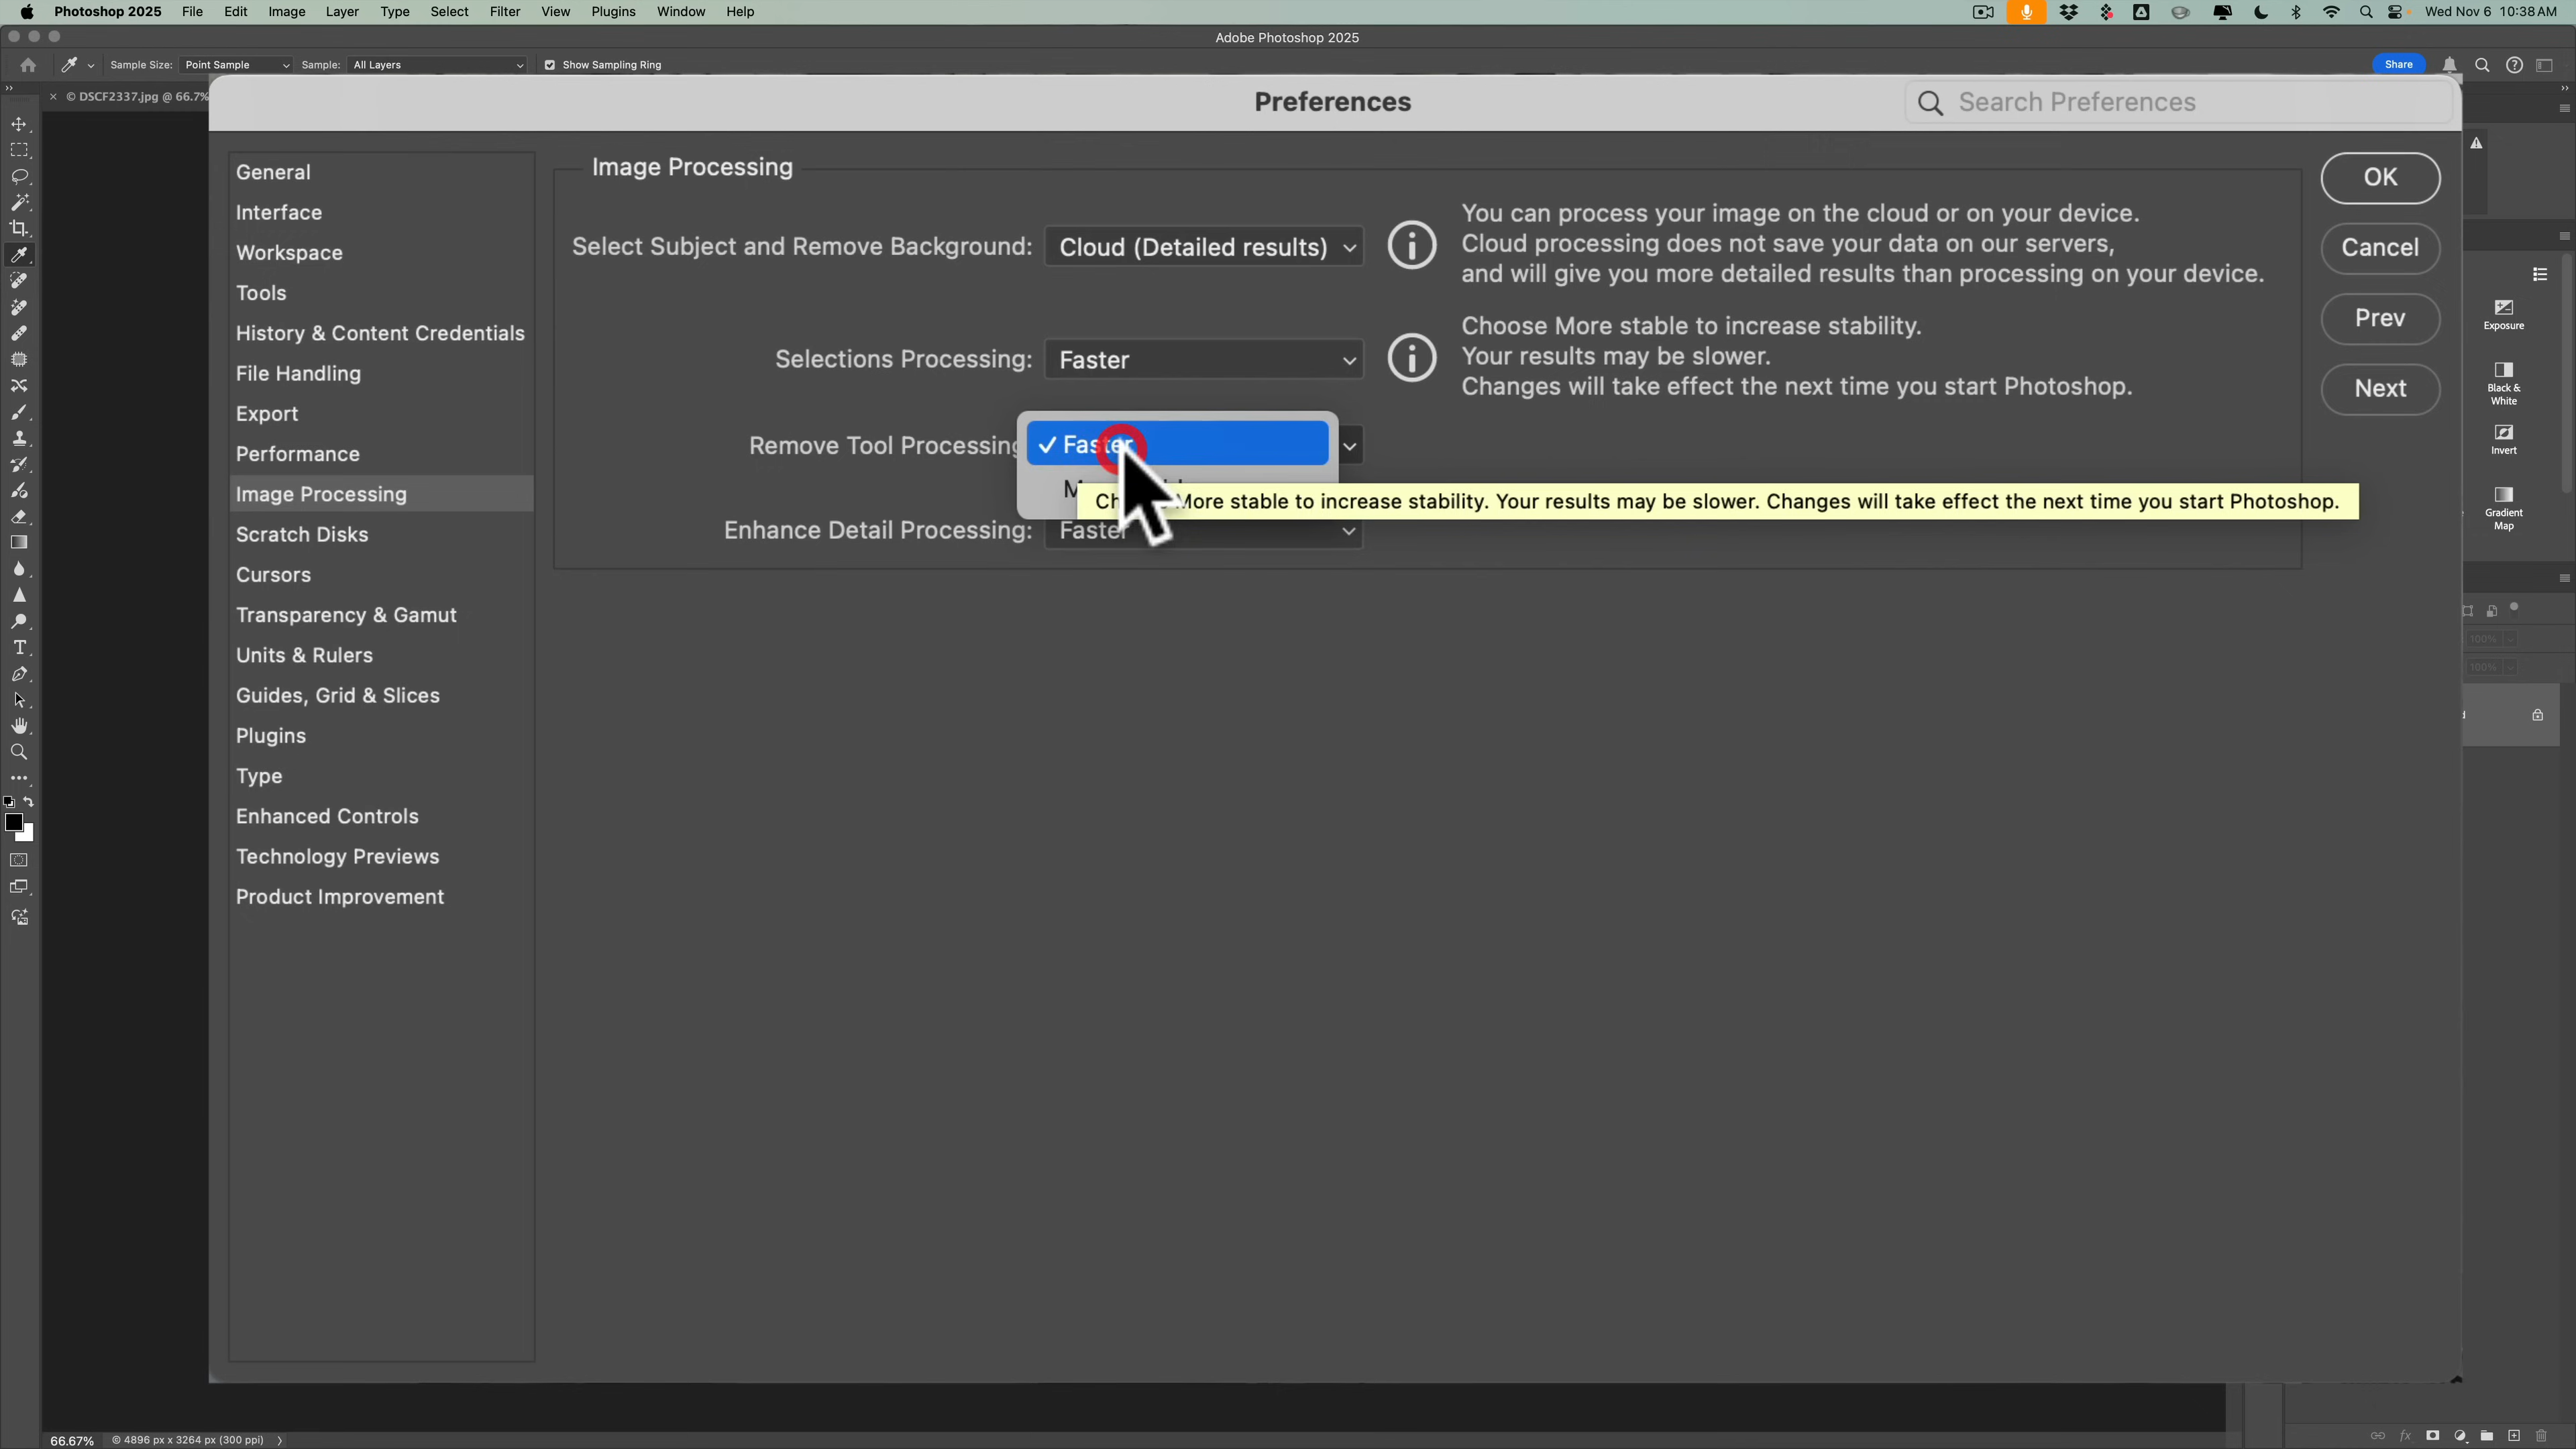 Photoshop 2025 File Edit Image Layer Type Select Filter View Plugins Window Help Wed Nov 6 10:38 AM
Adobe Photoshop 2025
Sample Size: Point Sample Sample: All Layers Show Sampling Ring Share
© DSCF2337.jpg @ 66.7%
Preferences
Search Preferences
General
Interface
Workspace
Tools
History & Content Credentials
File Handling
Export
Performance
Image Processing
Scratch Disks
Cursors
Transparency & Gamut
Units & Rulers
Guides, Grid & Slices
Plugins
Type
Enhanced Controls
Technology Previews
Product Improvement
Image Processing
Select Subject and Remove Background: Cloud (Detailed results)
You can process your image on the cloud or on your device.
Cloud processing does not save your data on our servers,
and will give you more detailed results than processing on your device.
Selections Processing: Faster
Choose More stable to increase stability.
Your results may be slower.
Changes will take effect the next time you start Photoshop.
Remove Tool Processing
✓ Faster
More stable to increase stability. Your results may be slower. Changes will take effect the next time you start Photoshop.
Enhance Detail Processing: Faster
OK
Cancel
Prev
Next
Exposure
Black &
White
Invert
Gradient
Map
100%
100%
66.67% © 4896 px x 3264 px (300 ppi)
fx